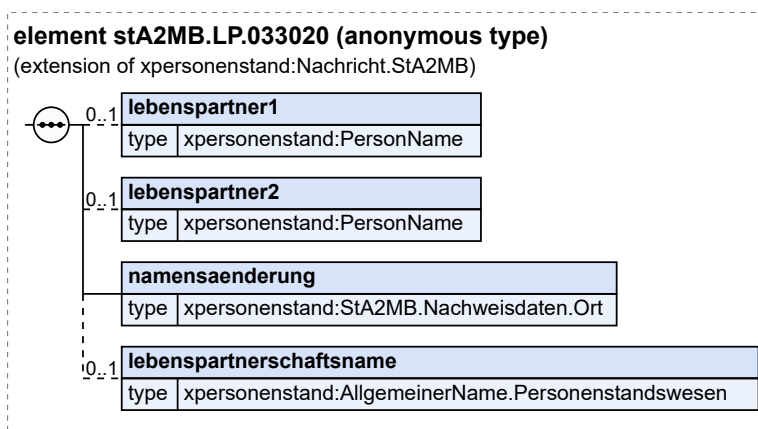 element stA2MB.LP.033020 (anonymous type)
(extension of xpersonenstand:Nachricht.StA2MB)
0..1 lebenspartner1
type xpersonenstand:PersonName
0..1 lebenspartner2
type xpersonenstand:PersonName
namensaenderung
type xpersonenstand:StA2MB.Nachweisdaten.Ort
0..1 lebenspartnerschaftsname
type xpersonenstand:AllgemeinerName.Personenstandswesen